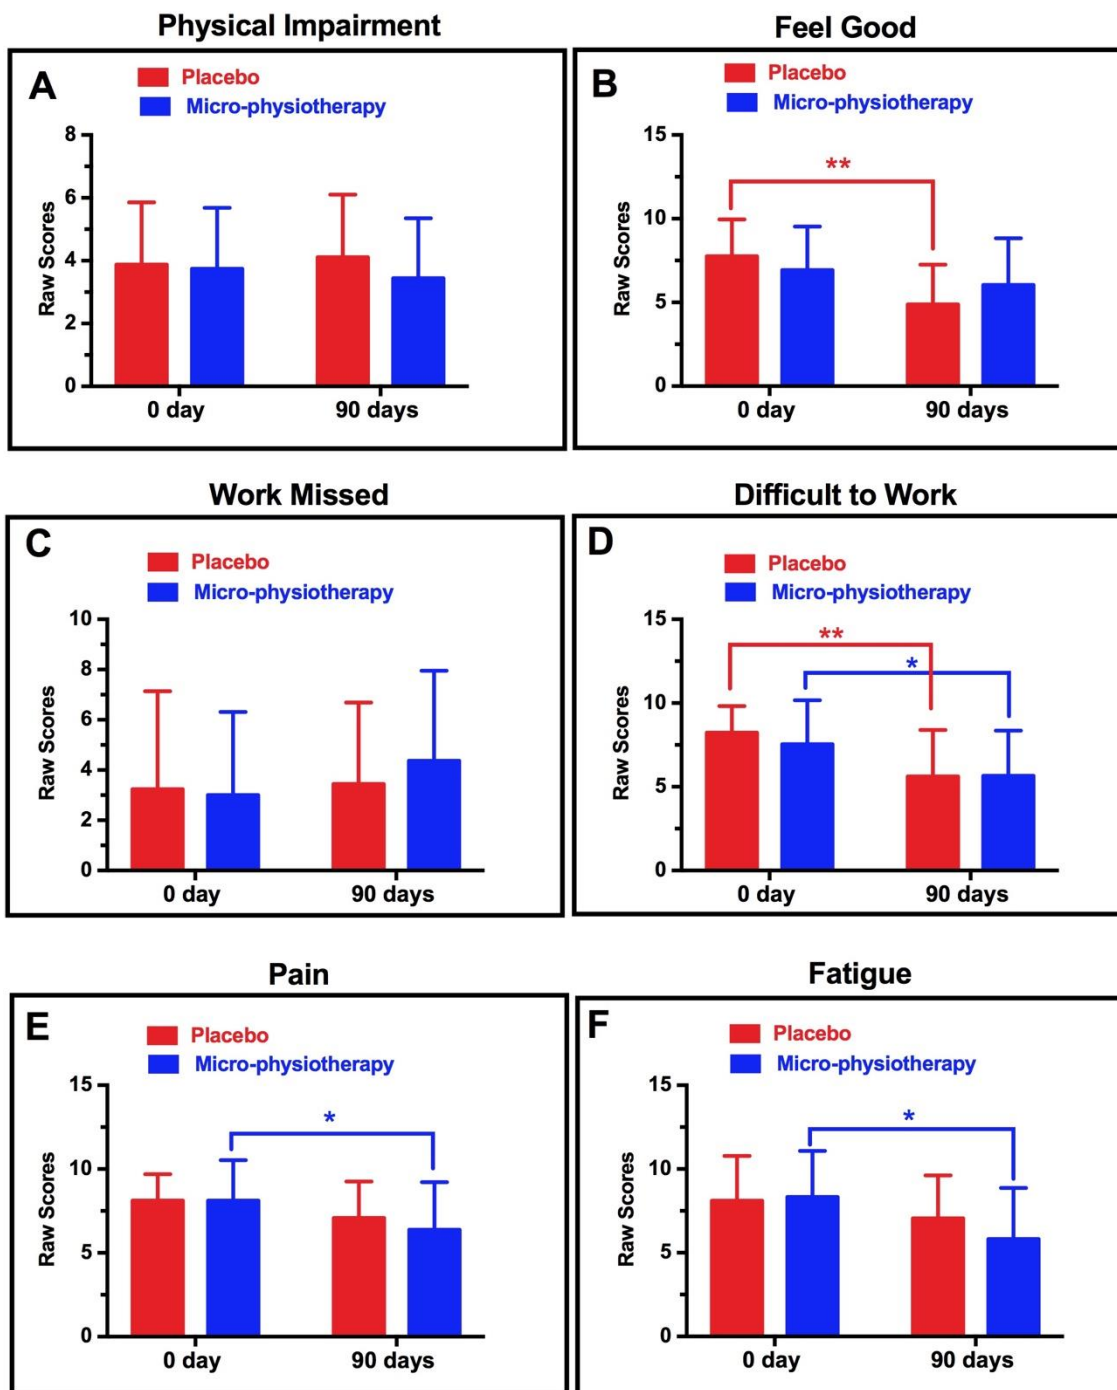 Physical Impairment
A
Placebo
Micro-physiotherapy
Raw Scores
8
6
4
2
0
0 day 90 days
Feel Good
B
Placebo
Micro-physiotherapy
Raw Scores
15
10
5
0
**
0 day 90 days
Work Missed
C
Placebo
Micro-physiotherapy
Raw Scores
10
8
6
4
2
0
0 day 90 days
Difficult to Work
D
Placebo
Micro-physiotherapy
Raw Scores
15
10
5
0
**
*
0 day 90 days
Pain
E
Placebo
Micro-physiotherapy
Raw Scores
15
10
5
0
*
0 day 90 days
Fatigue
F
Placebo
Micro-physiotherapy
Raw Scores
15
10
5
0
*
0 day 90 days